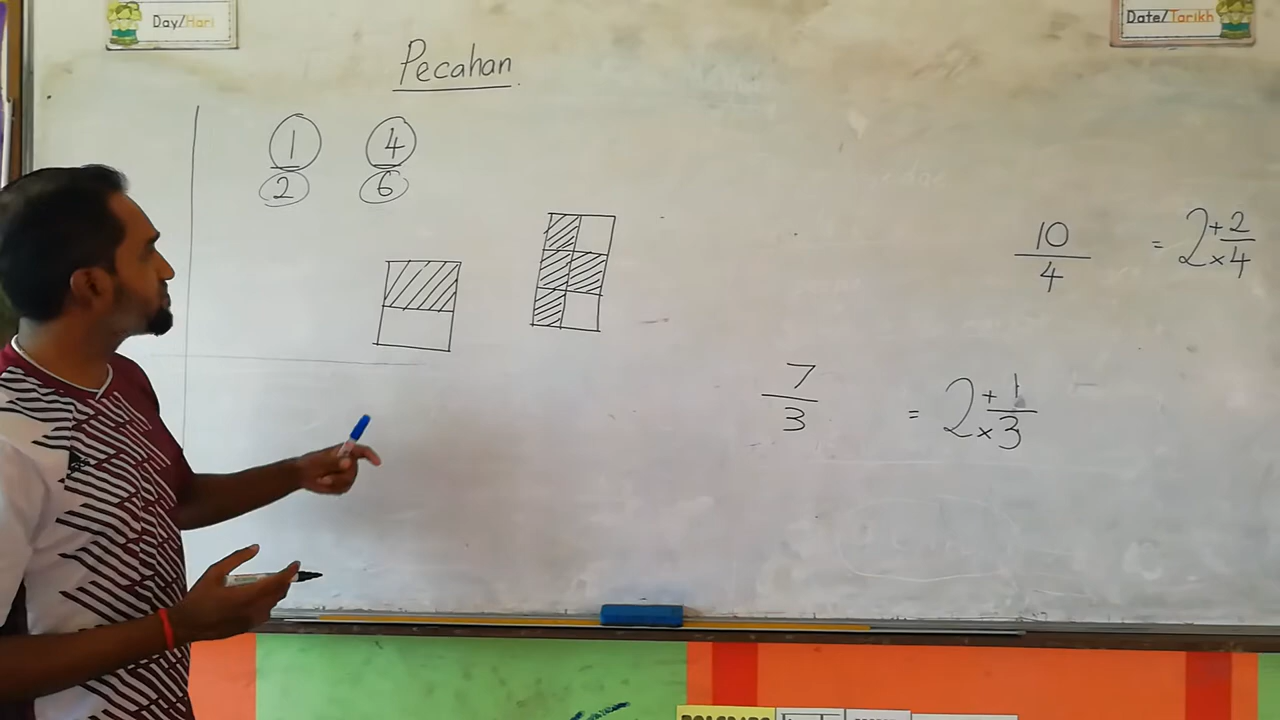 Day/Hari
Date/Tarikh
Pecahan
1/2 4/6
10/4 = 2 + 2 × 4
7/3 = 2 + 1 × 3